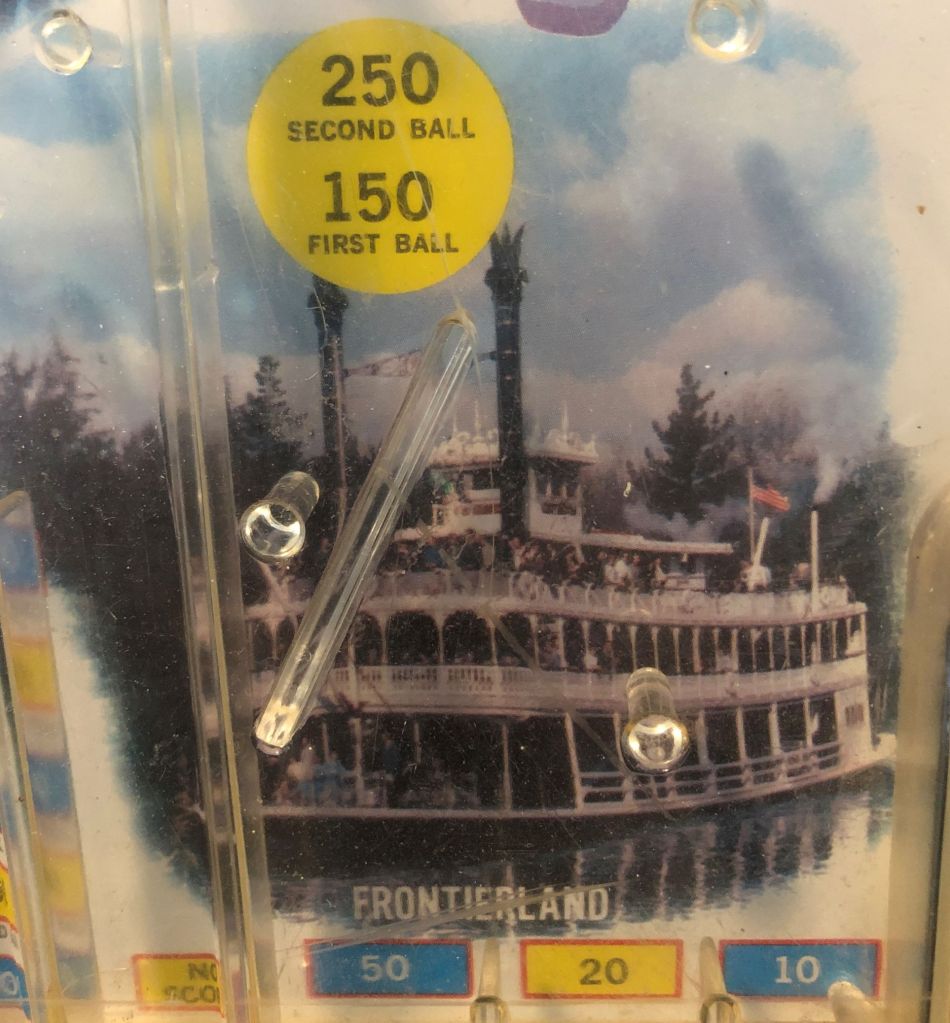 250
SECOND BALL
150
FIRST BALL
FRONTIERLAND
50
20
10